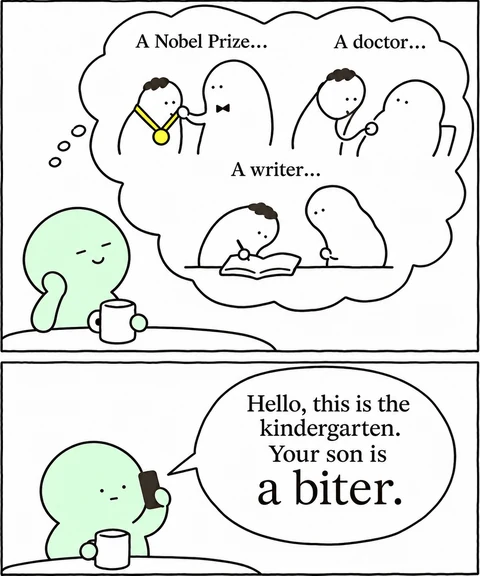 A Nobel Prize...
A doctor...
A writer...
Hello, this is the
kindergarten.
Your son is
a biter.